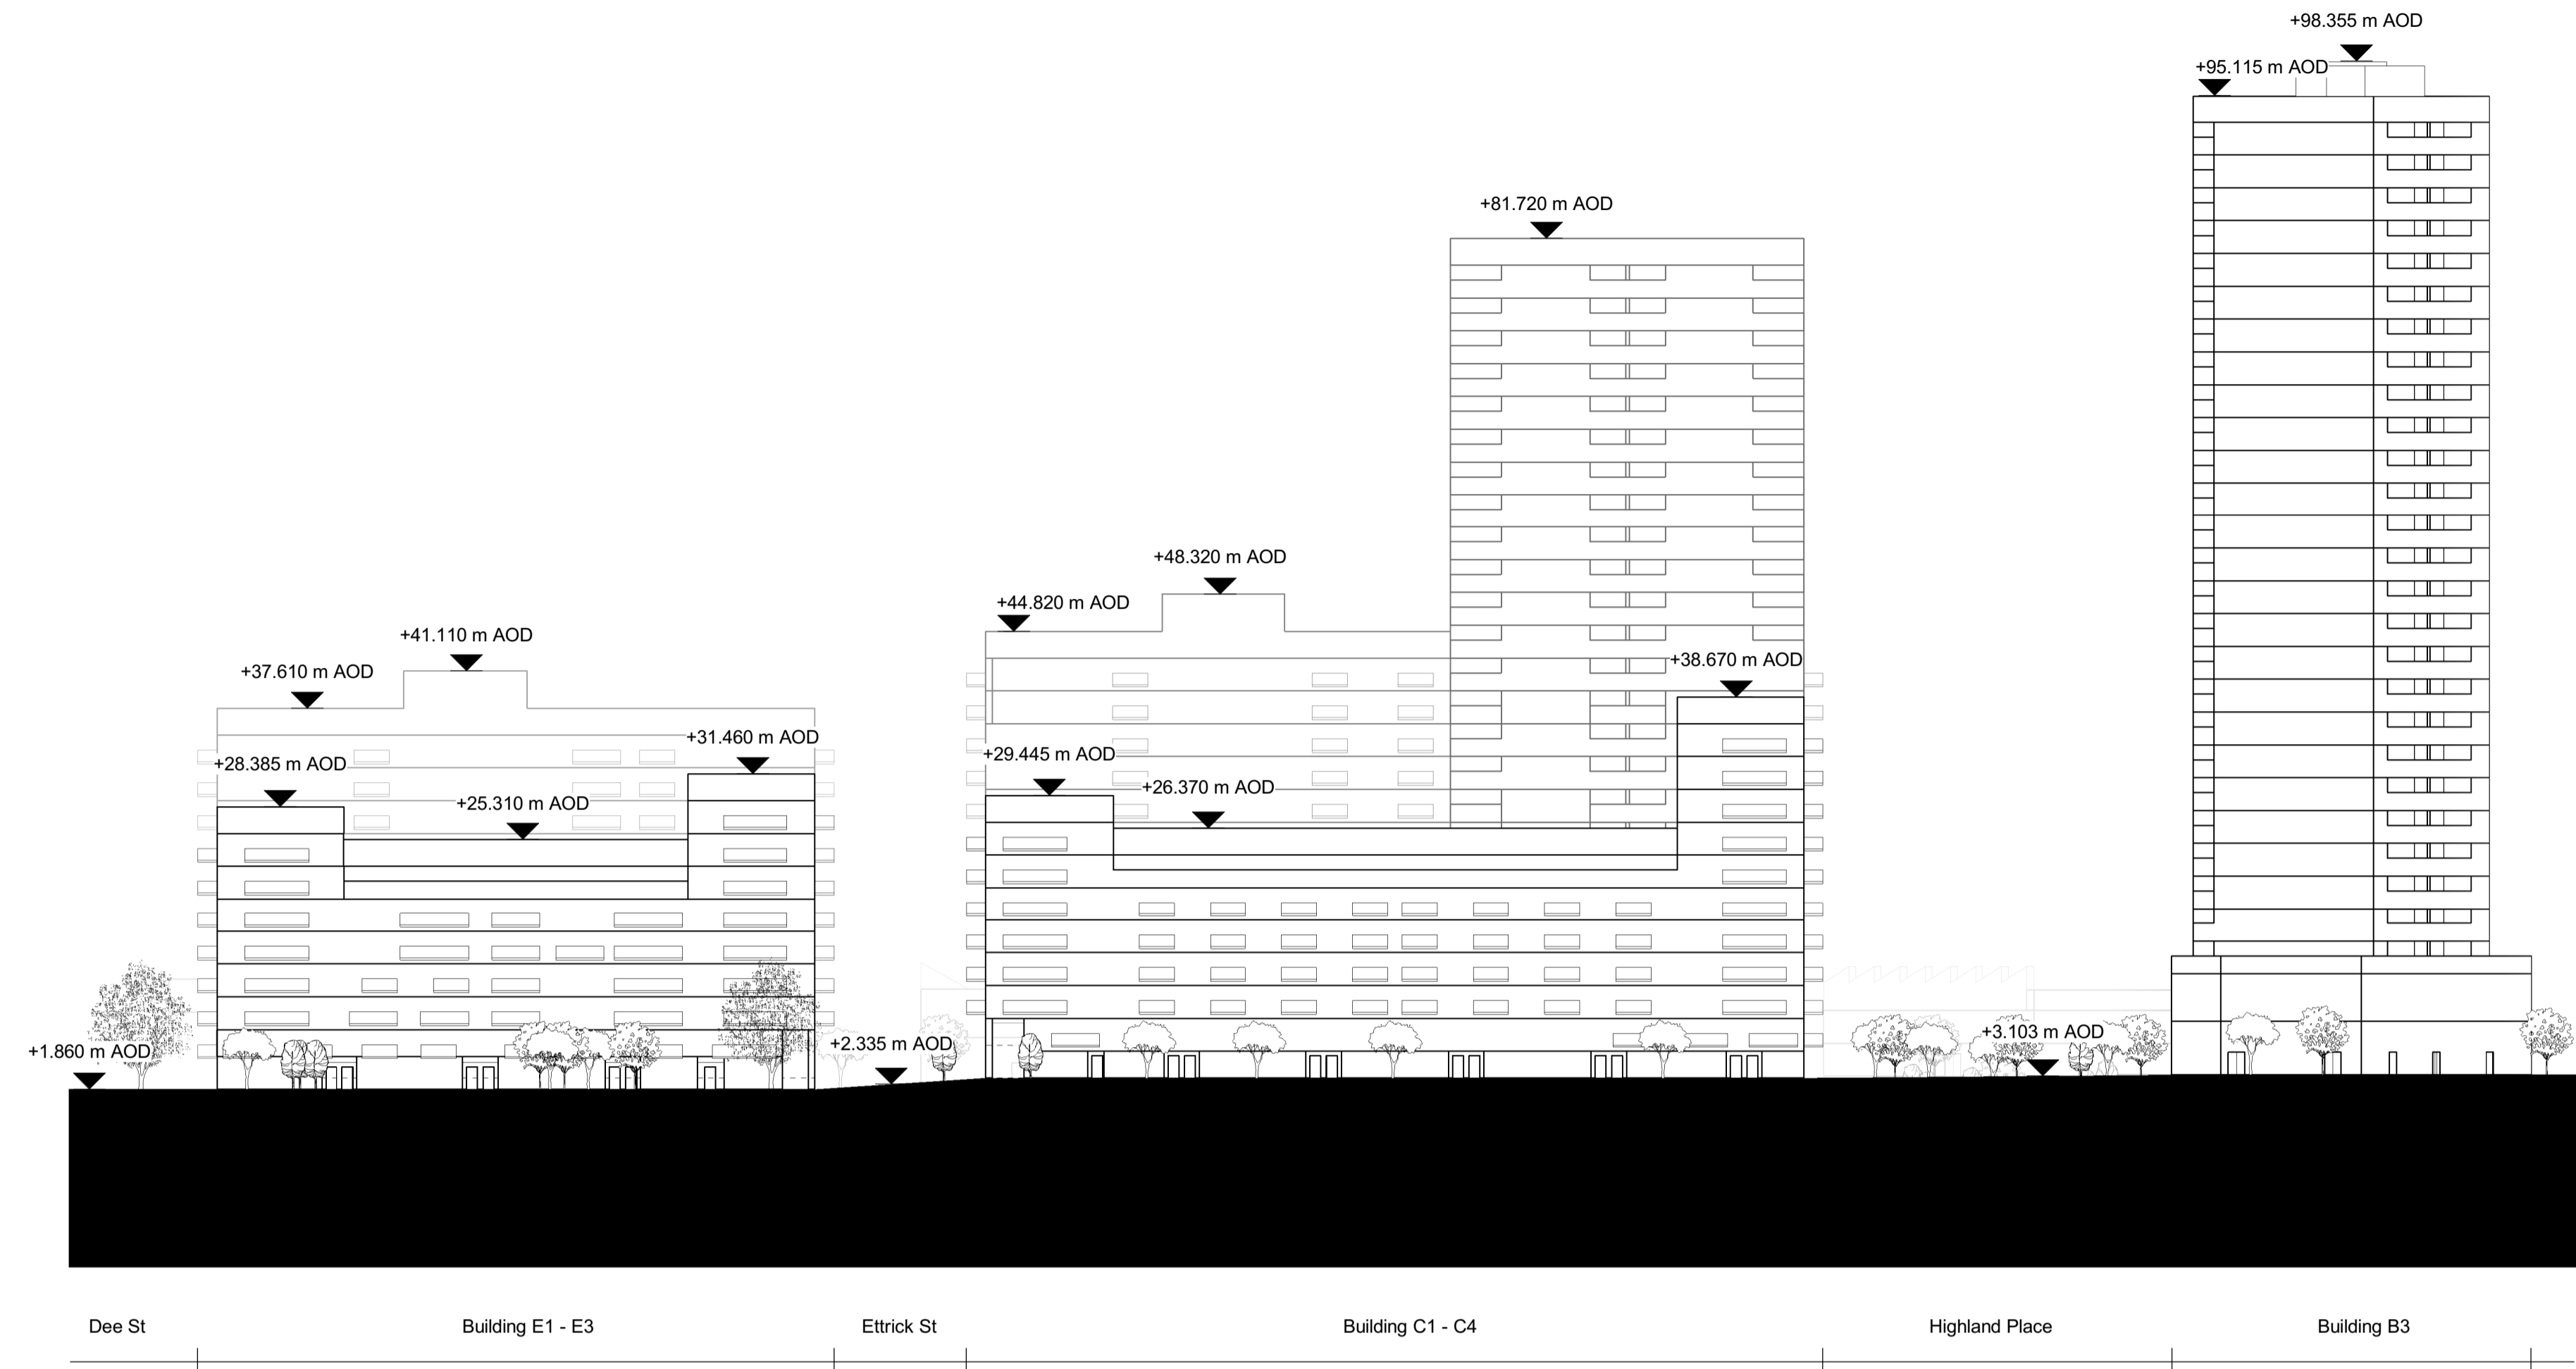 +98.355 m AOD
+95.115 m AOD
+81.720 m AOD
+48.320 m AOD
+44.820 m AOD
+41.110 m AOD
+37.610 m AOD
+38.670 m AOD
+31.460 m AOD
+29.445 m AOD
+28.385 m AOD
+26.370 m AOD
+25.310 m AOD
+3.103 m AOD
+2.335 m AOD
+1.860 m AOD
Dee St
Building E1 - E3
Ettrick St
Building C1 - C4
Highland Place
Building B3